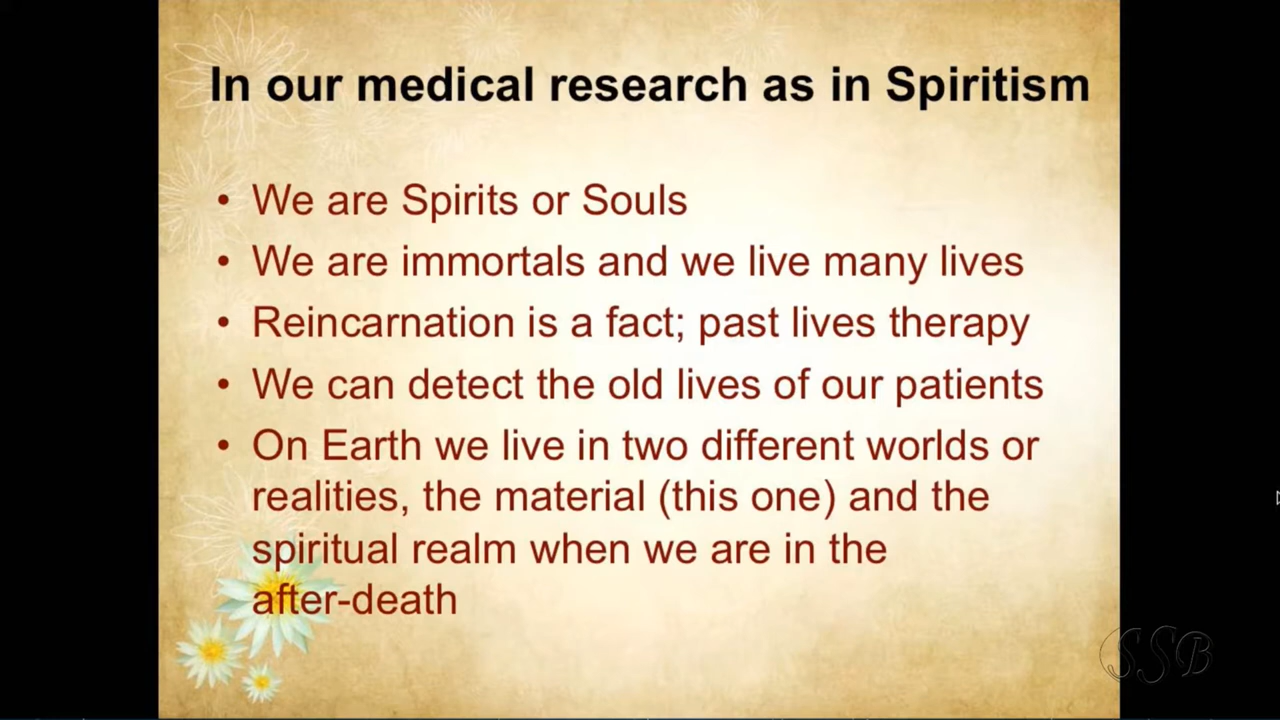 In our medical research as in Spiritism
• We are Spirits or Souls
• We are immortals and we live many lives
• Reincarnation is a fact; past lives therapy
• We can detect the old lives of our patients
• On Earth we live in two different worlds or
realities, the material (this one) and the
spiritual realm when we are in the
after-death
SSB